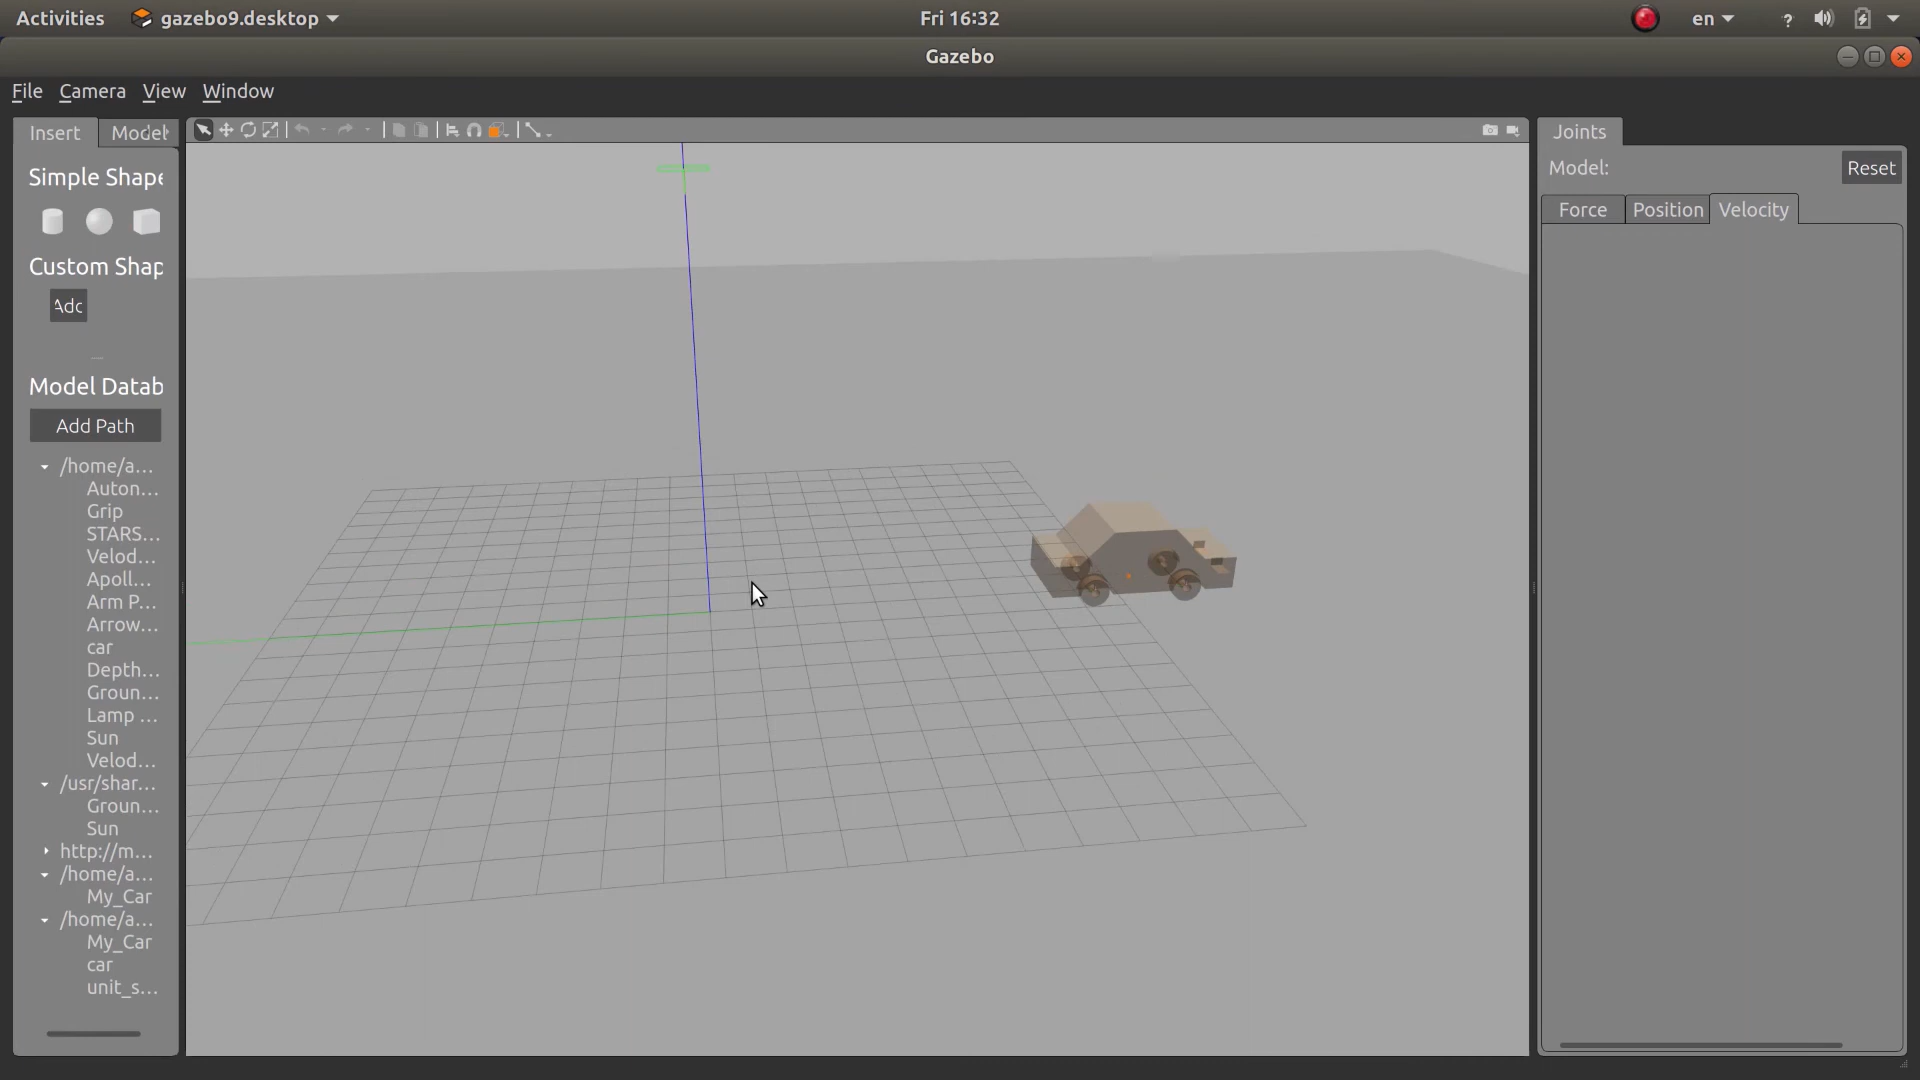 Activities gazebo9.desktop Fri 16:32 en ?
Gazebo
File Camera View Window
Insert Model
Simple Shape
Custom Shap
Add
Model Datab
Add Path
/home/a...
Auton...
Grip
STARS...
Velod...
Apoll...
Arm P...
Arrow...
car
Depth...
Groun...
Lamp ...
Sun
Velod...
/usr/shar...
Groun...
Sun
http://m...
/home/a...
My_Car
/home/a...
My_Car
car
unit_s...
Joints
Model: Reset
Force Position Velocity